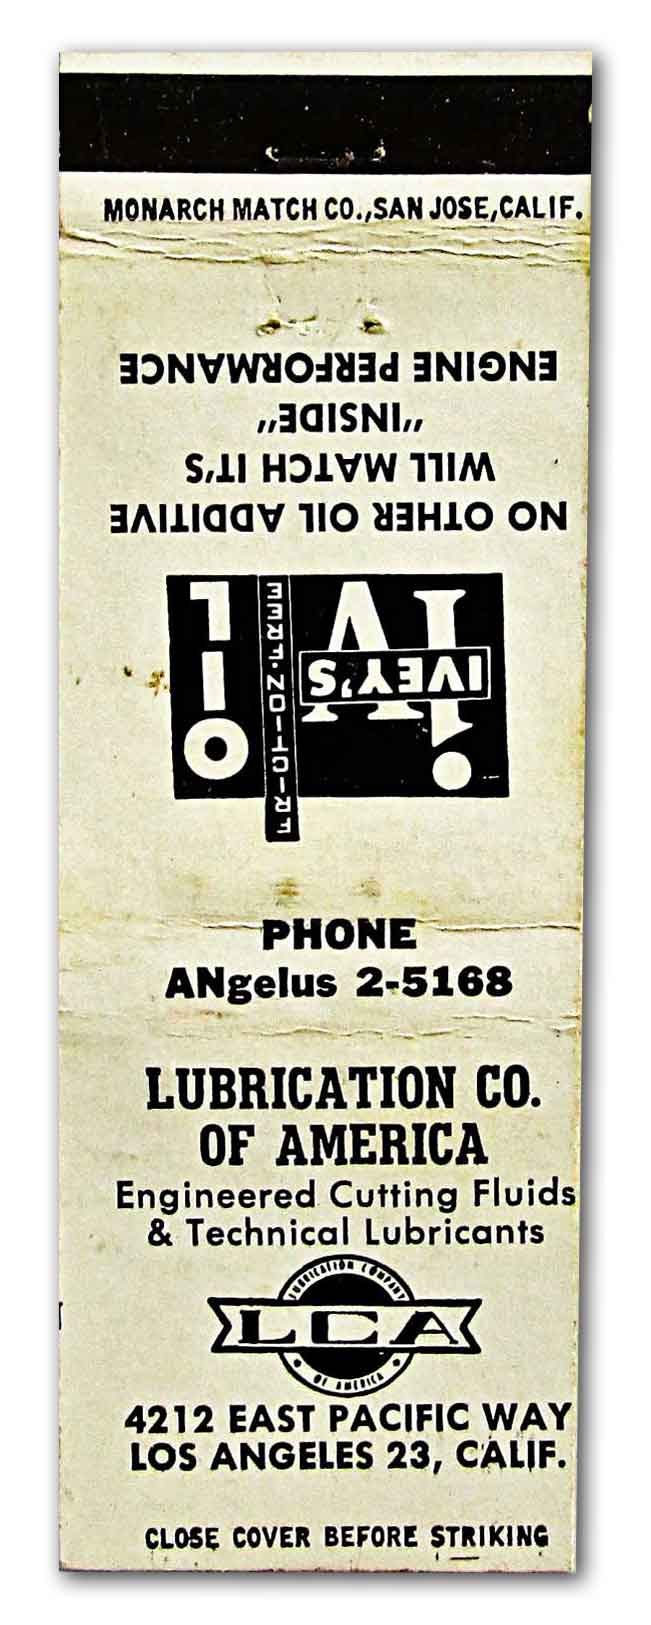 MONARCH MATCH CO., SAN JOSE, CALIF.
NO OTHER OIL ADDITIVE
WILL MATCH IT'S
"INSIDE"
ENGINE PERFORMANCE
IVEY'S
FRICTION-FREE
OIL
PHONE
ANgelus 2-5168
LUBRICATION CO.
OF AMERICA
Engineered Cutting Fluids
& Technical Lubricants
LUBRICATION COMPANY
LCA
OF AMERICA
4212 EAST PACIFIC WAY
LOS ANGELES 23, CALIF.
CLOSE COVER BEFORE STRIKING